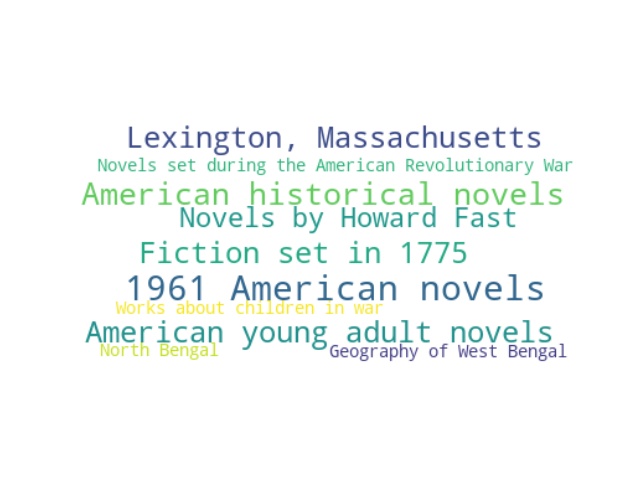 Lexington, Massachusetts
Novels set during the American Revolutionary War
American historical novels
Novels by Howard Fast
Fiction set in 1775
1961 American novels
Works about children in war
American young adult novels
North Bengal
Geography of West Bengal